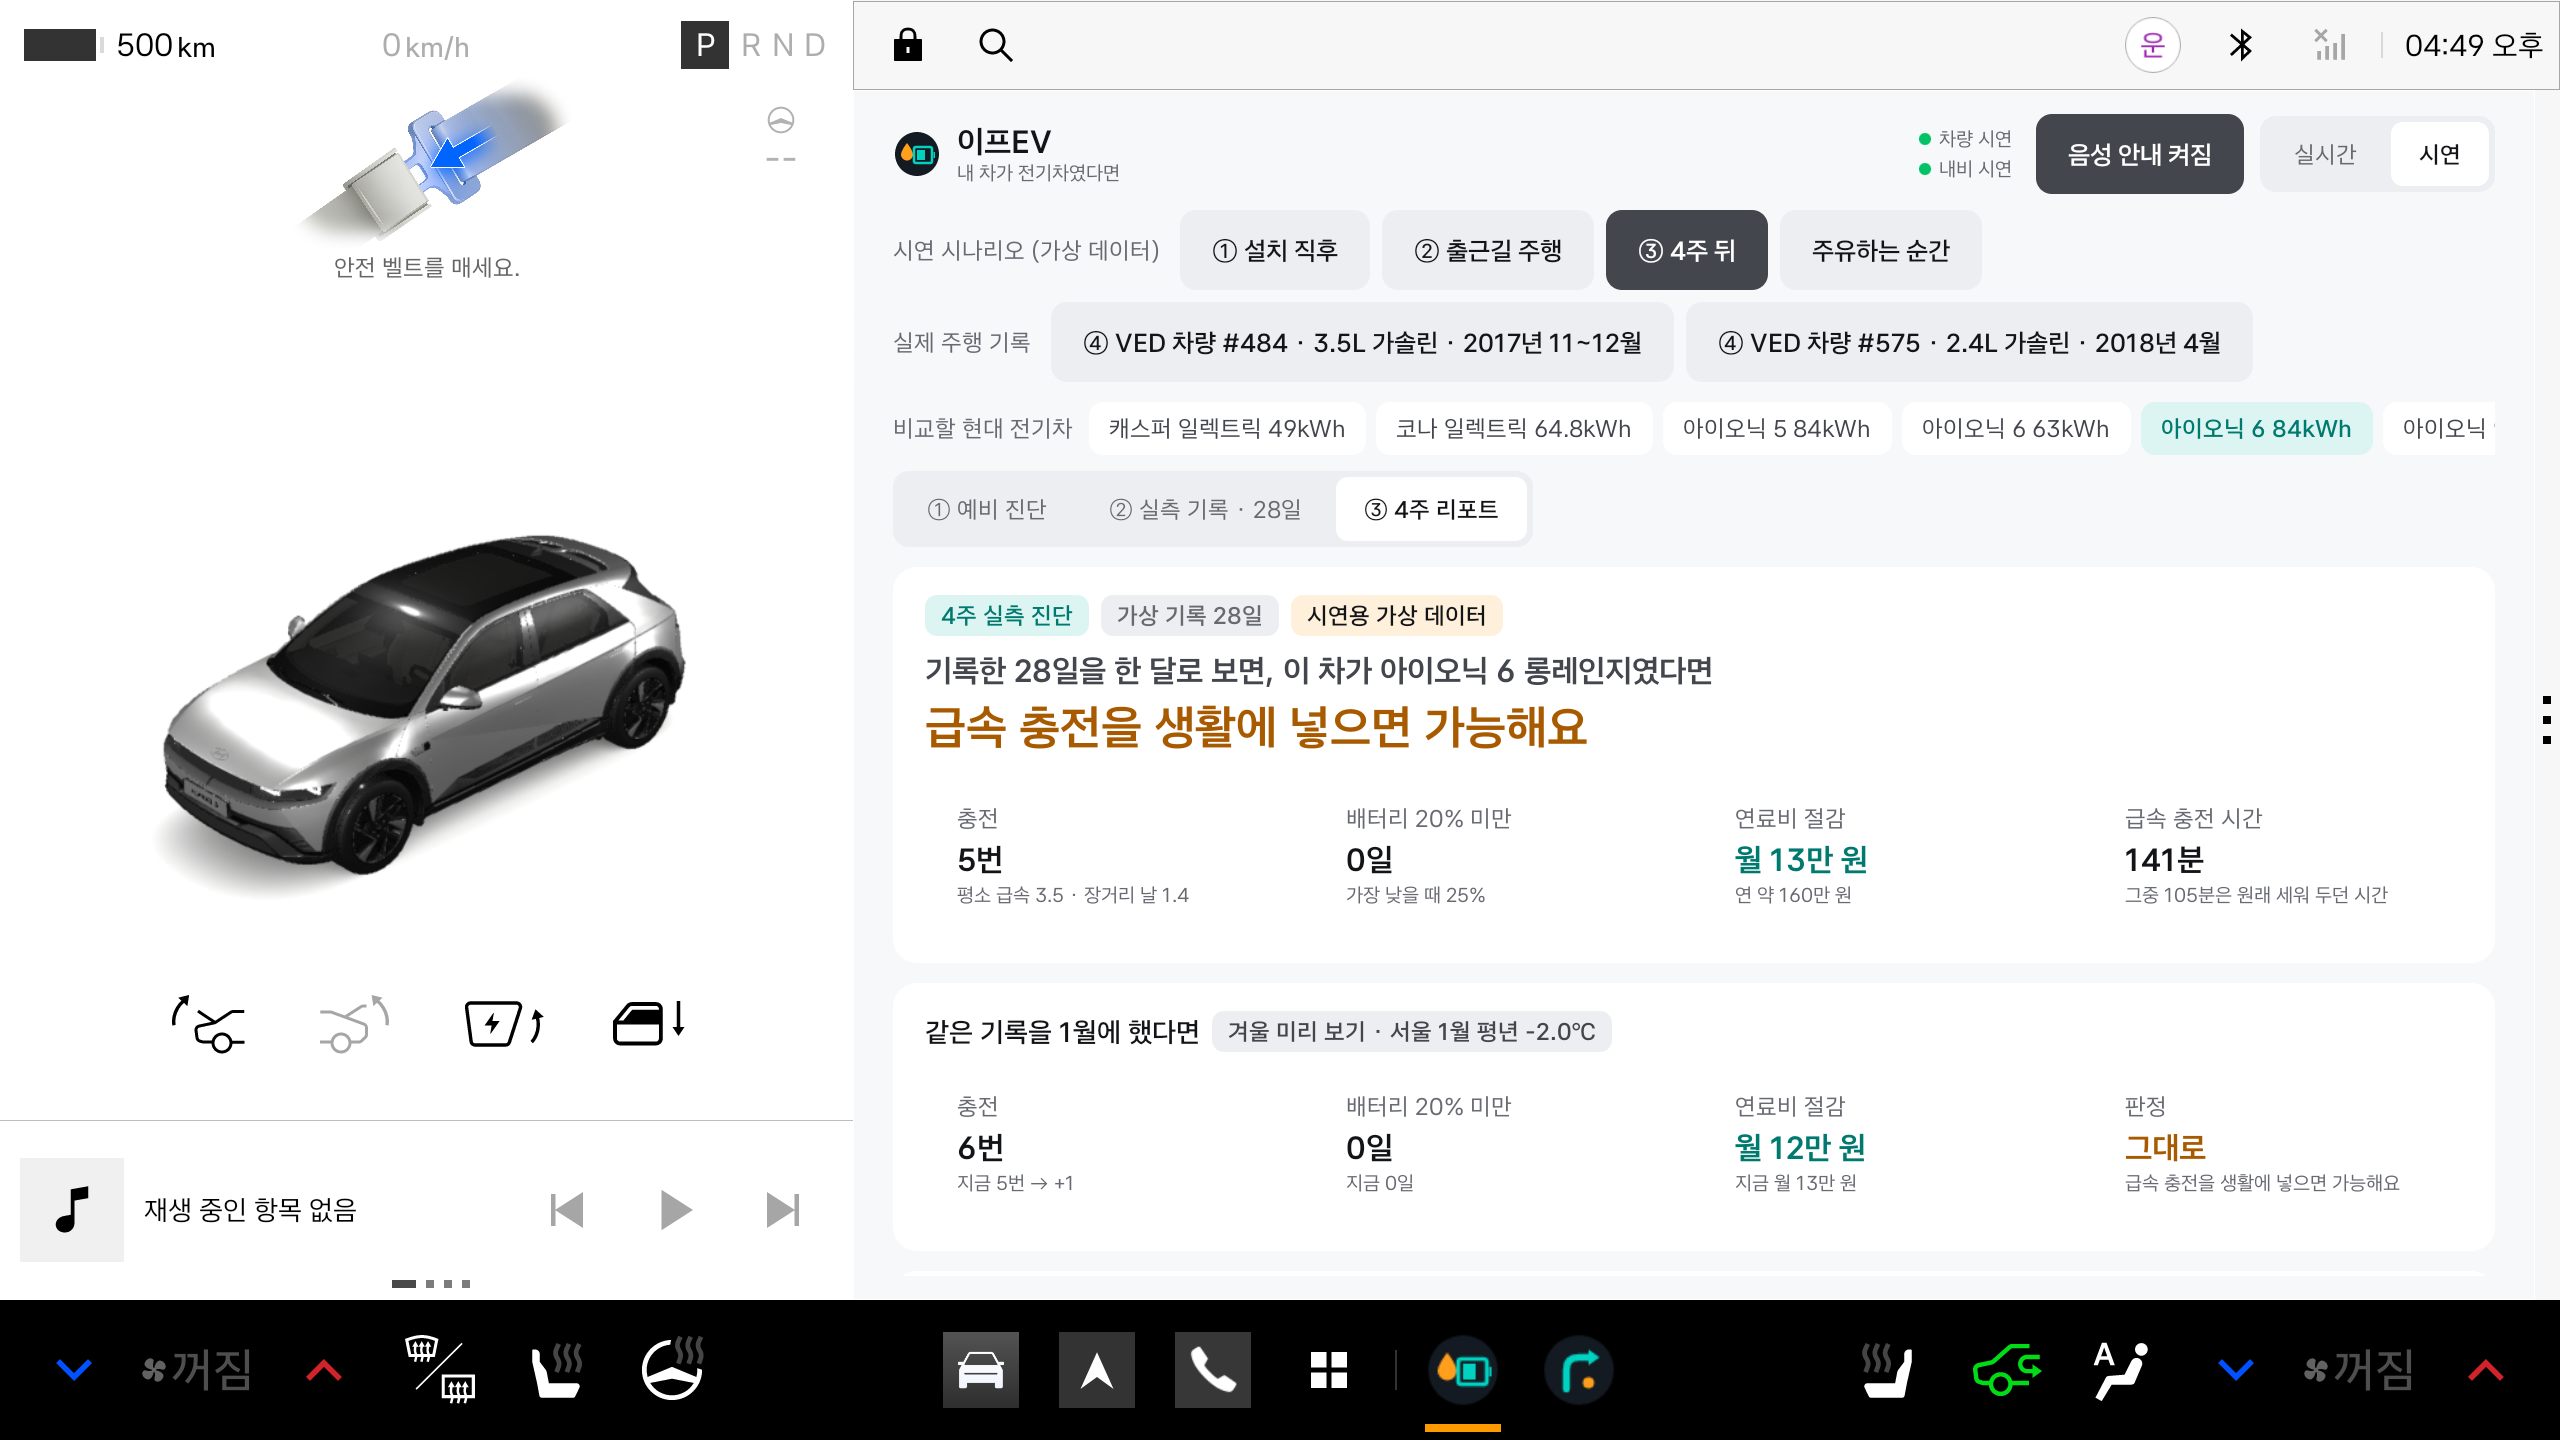 500 km
0 km/h
P R N D
안전 벨트를 매세요.
재생 중인 항목 없음
운
04:49 오후
이프EV
내 차가 전기차였다면
차량 시연
내비 시연
음성 안내 켜짐
실시간
시연
시연 시나리오 (가상 데이터)
① 설치 직후
② 출근길 주행
③ 4주 뒤
주유하는 순간
실제 주행 기록
④ VED 차량 #484 · 3.5L 가솔린 · 2017년 11~12월
④ VED 차량 #575 · 2.4L 가솔린 · 2018년 4월
비교할 현대 전기차
캐스퍼 일렉트릭 49kWh
코나 일렉트릭 64.8kWh
아이오닉 5 84kWh
아이오닉 6 63kWh
아이오닉 6 84kWh
아이오닉
① 예비 진단
② 실측 기록 · 28일
③ 4주 리포트
4주 실측 진단
가상 기록 28일
시연용 가상 데이터
기록한 28일을 한 달로 보면, 이 차가 아이오닉 6 롱레인지였다면
급속 충전을 생활에 넣으면 가능해요
충전
5번
평소 급속 3.5 · 장거리 날 1.4
배터리 20% 미만
0일
가장 낮을 때 25%
연료비 절감
월 13만 원
연 약 160만 원
급속 충전 시간
141분
그중 105분은 원래 세워 두던 시간
같은 기록을 1월에 했다면
겨울 미리 보기 · 서울 1월 평년 -2.0℃
충전
6번
지금 5번 → +1
배터리 20% 미만
0일
지금 0일
연료비 절감
월 12만 원
지금 월 13만 원
판정
그대로
급속 충전을 생활에 넣으면 가능해요
꺼짐
A
꺼짐